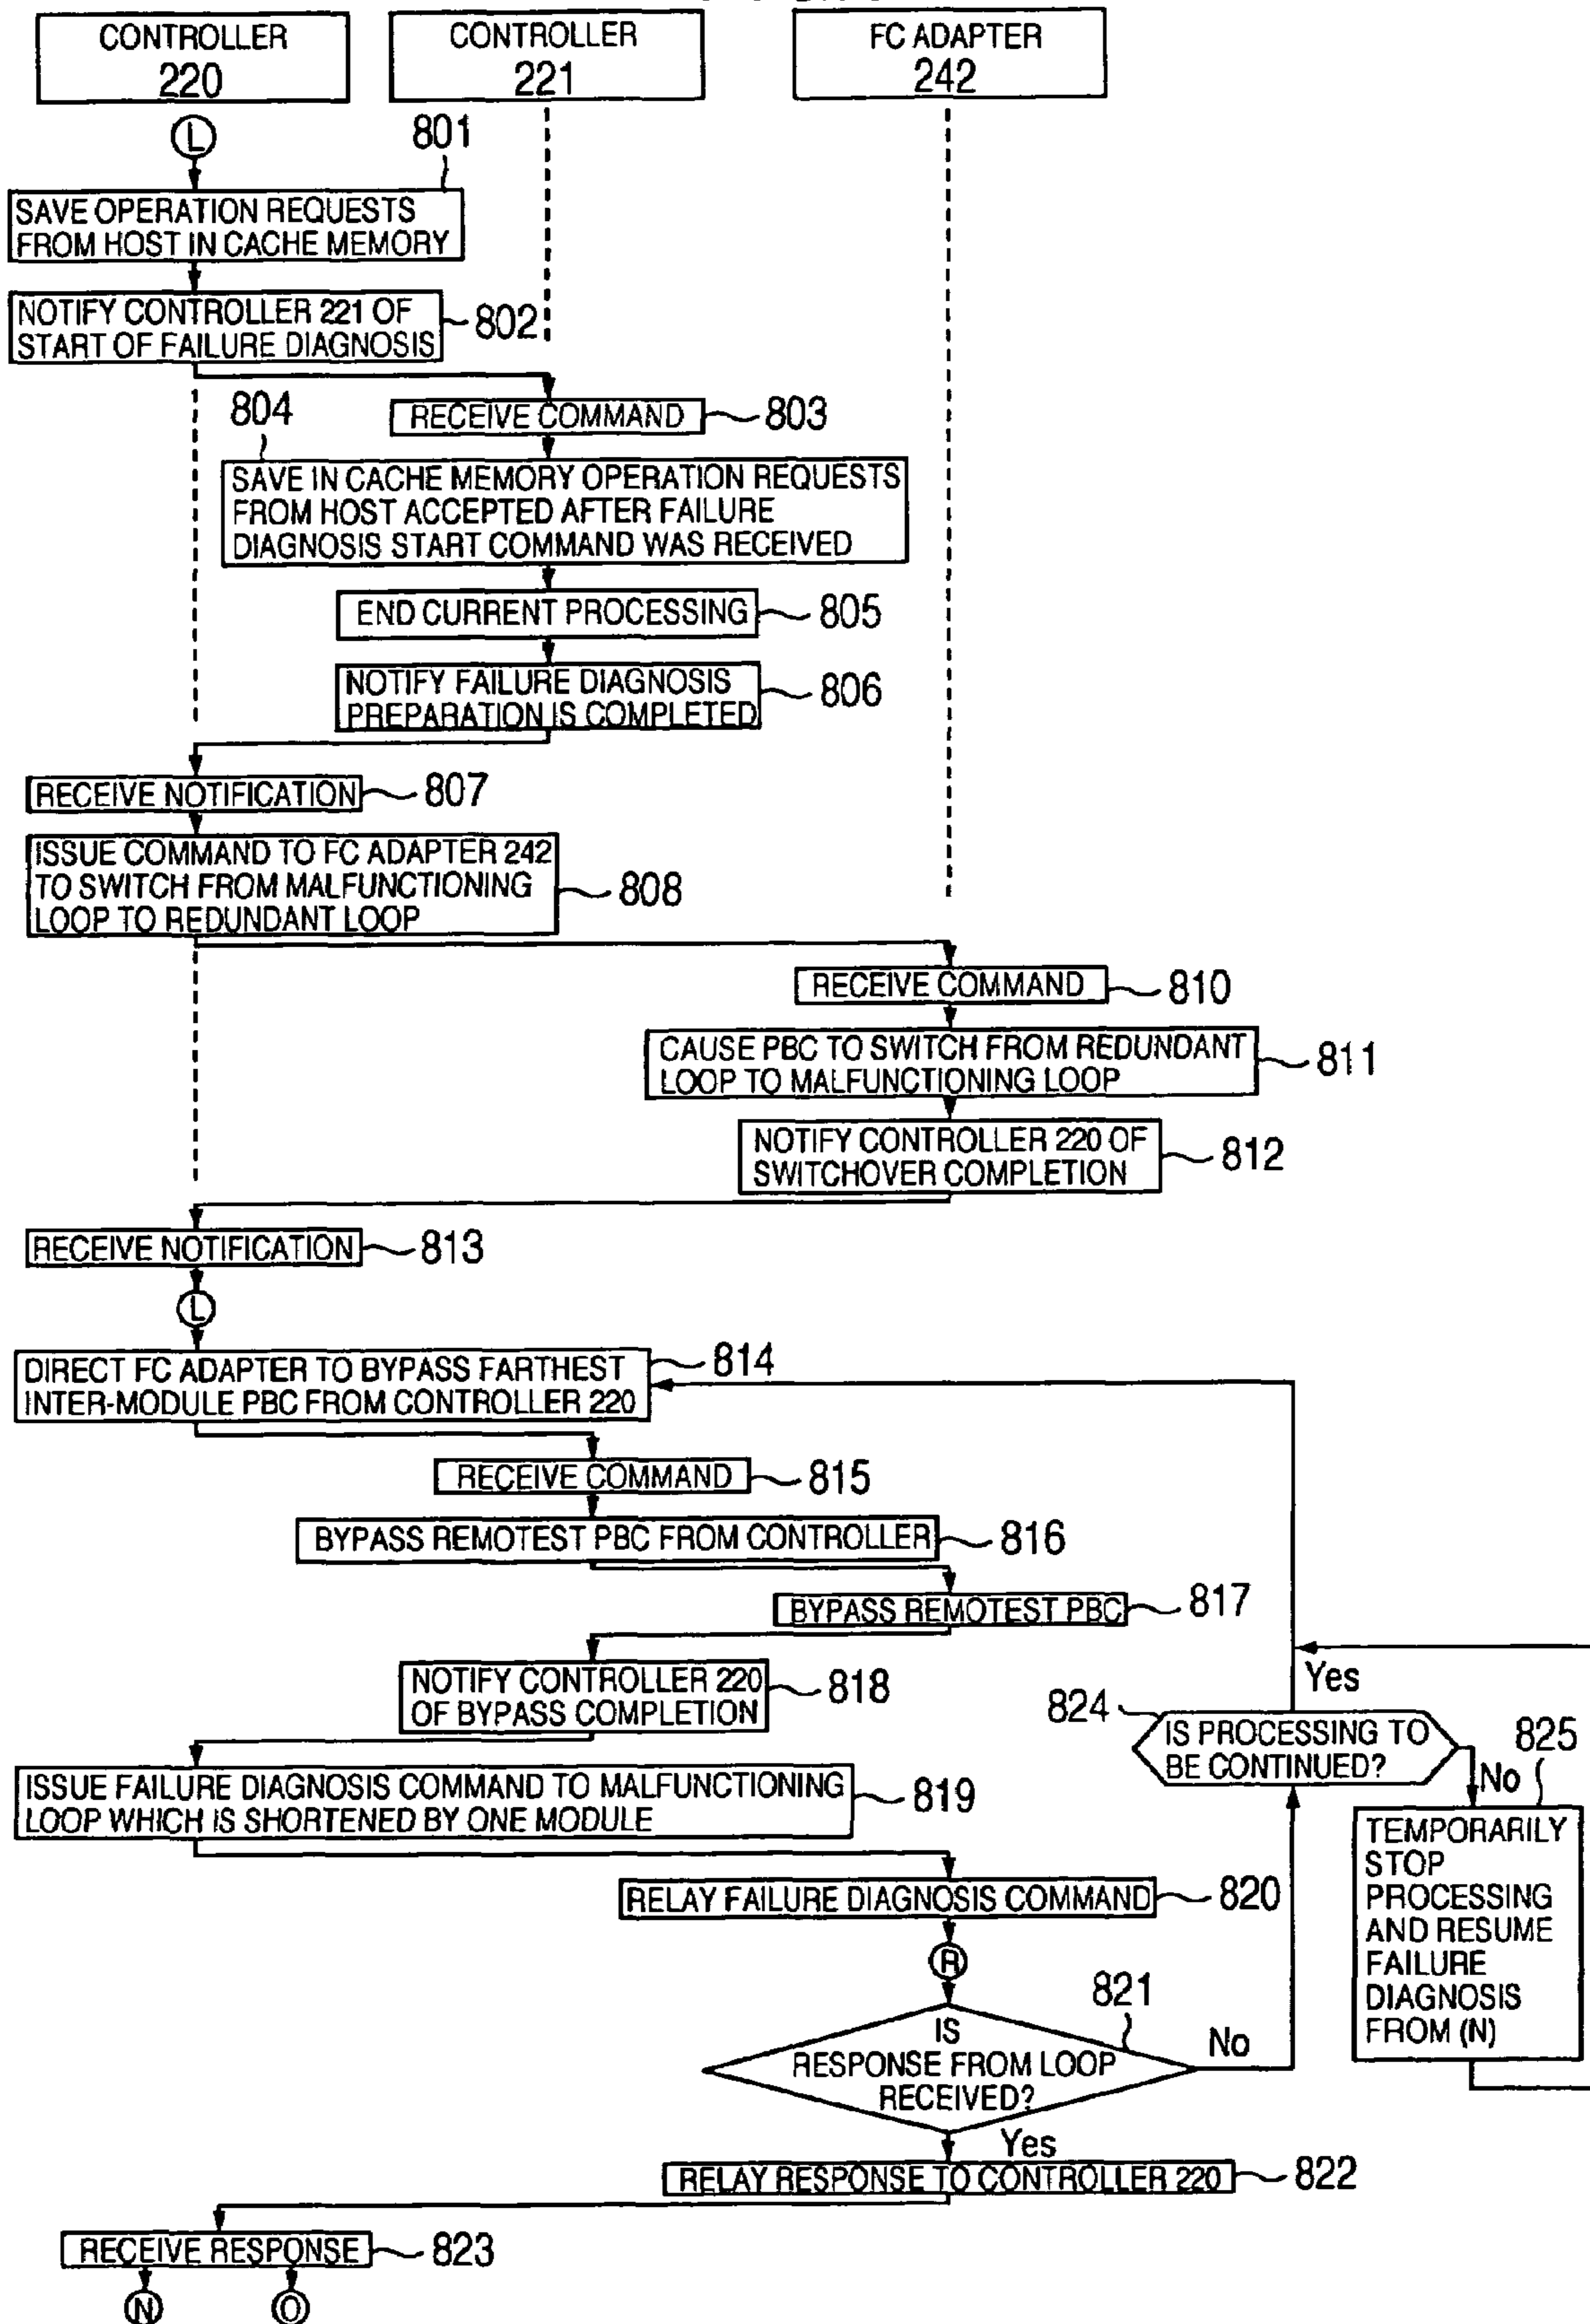 CONTROLLER
220
CONTROLLER
221
FC ADAPTER
242
L
801
SAVE OPERATION REQUESTS
FROM HOST IN CACHE MEMORY
NOTIFY CONTROLLER 221 OF
START OF FAILURE DIAGNOSIS
802
804
RECEIVE COMMAND
803
SAVE IN CACHE MEMORY OPERATION REQUESTS
FROM HOST ACCEPTED AFTER FAILURE
DIAGNOSIS START COMMAND WAS RECEIVED
END CURRENT PROCESSING
805
NOTIFY FAILURE DIAGNOSIS
PREPARATION IS COMPLETED
806
RECEIVE NOTIFICATION
807
ISSUE COMMAND TO FC ADAPTER 242
TO SWITCH FROM MALFUNCTIONING
LOOP TO REDUNDANT LOOP
808
RECEIVE COMMAND
810
CAUSE PBC TO SWITCH FROM REDUNDANT
LOOP TO MALFUNCTIONING LOOP
811
NOTIFY CONTROLLER 220 OF
SWITCHOVER COMPLETION
812
RECEIVE NOTIFICATION
813
L
DIRECT FC ADAPTER TO BYPASS FARTHEST
INTER-MODULE PBC FROM CONTROLLER 220
814
RECEIVE COMMAND
815
BYPASS REMOTEST PBC FROM CONTROLLER
816
BYPASS REMOTEST PBC
817
NOTIFY CONTROLLER 220
OF BYPASS COMPLETION
818
Yes
824
IS PROCESSING TO
BE CONTINUED?
825
No
ISSUE FAILURE DIAGNOSIS COMMAND TO MALFUNCTIONING
LOOP WHICH IS SHORTENED BY ONE MODULE
819
TEMPORARILY
STOP
PROCESSING
AND RESUME
FAILURE
DIAGNOSIS
FROM (N)
RELAY FAILURE DIAGNOSIS COMMAND
820
R
821
IS
RESPONSE FROM LOOP
RECEIVED?
No
Yes
RELAY RESPONSE TO CONTROLLER 220
822
RECEIVE RESPONSE
823
N
O